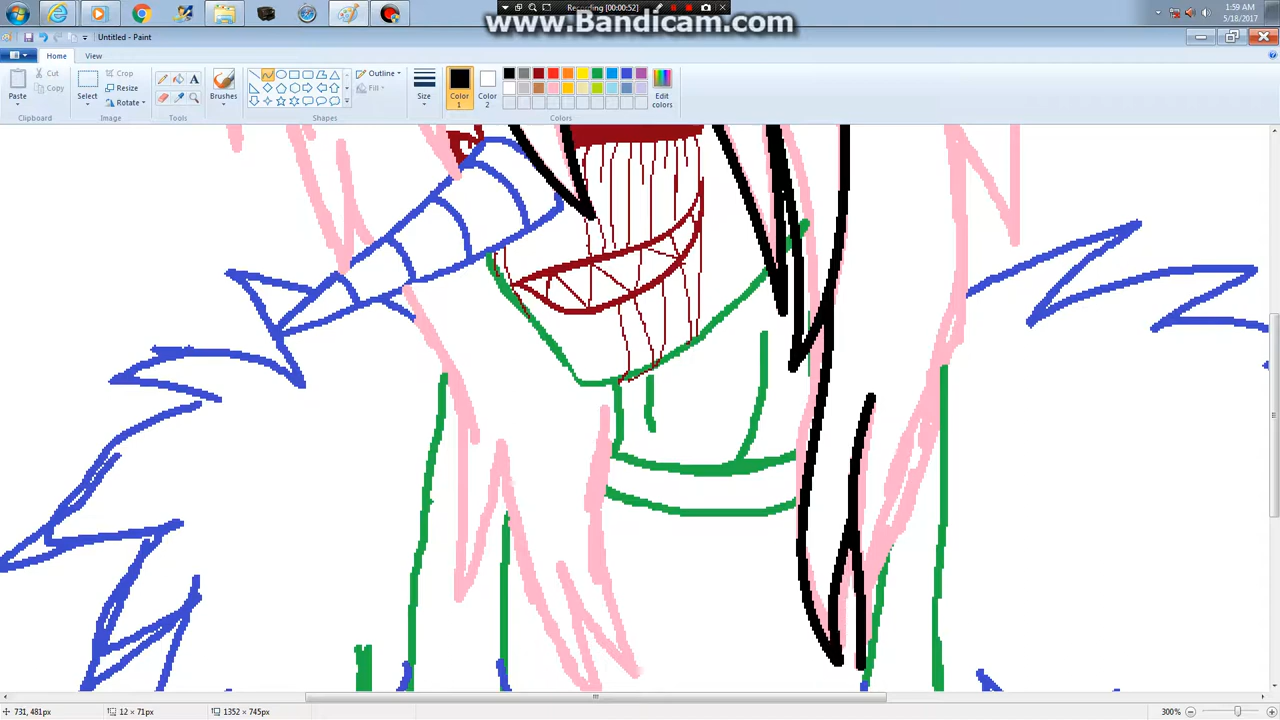 Recording [00:00:52]
www.Bandicam.com
1:59 AM
5/18/2017
Untitled - Paint
Home View
Paste
Cut
Copy
Clipboard
Select
Crop
Resize
Rotate
Image
Tools
Brushes
Outline
Fill
Shapes
Size
Color 1
Color 2
Edit colors
Colors
731, 481px
12 × 71px
1352 × 745px
300%